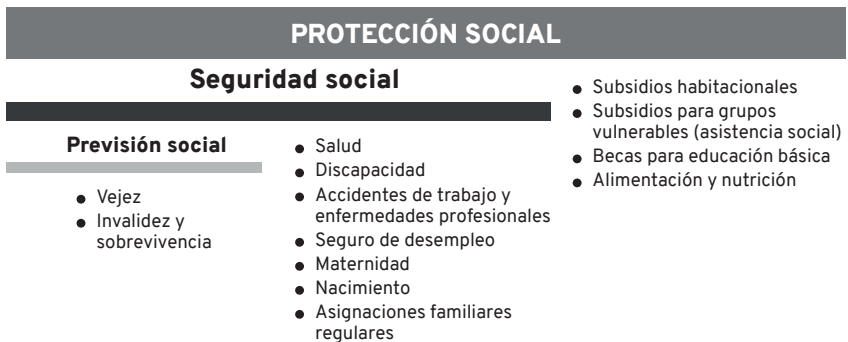 PROTECCIÓN SOCIAL
Seguridad social
Previsión social
● Vejez
● Invalidez y
sobrevivencia
● Salud
● Discapacidad
● Accidentes de trabajo y
enfermedades profesionales
● Seguro de desempleo
● Maternidad
● Nacimiento
● Asignaciones familiares
regulares
● Subsidios habitacionales
● Subsidios para grupos
vulnerables (asistencia social)
● Becas para educación básica
● Alimentación y nutrición